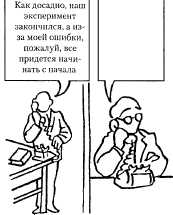 Как досадно, наш
эксперимент
закончился, а из-
за моей ошибки,
пожалуй, все
придется начи-
нать с начала